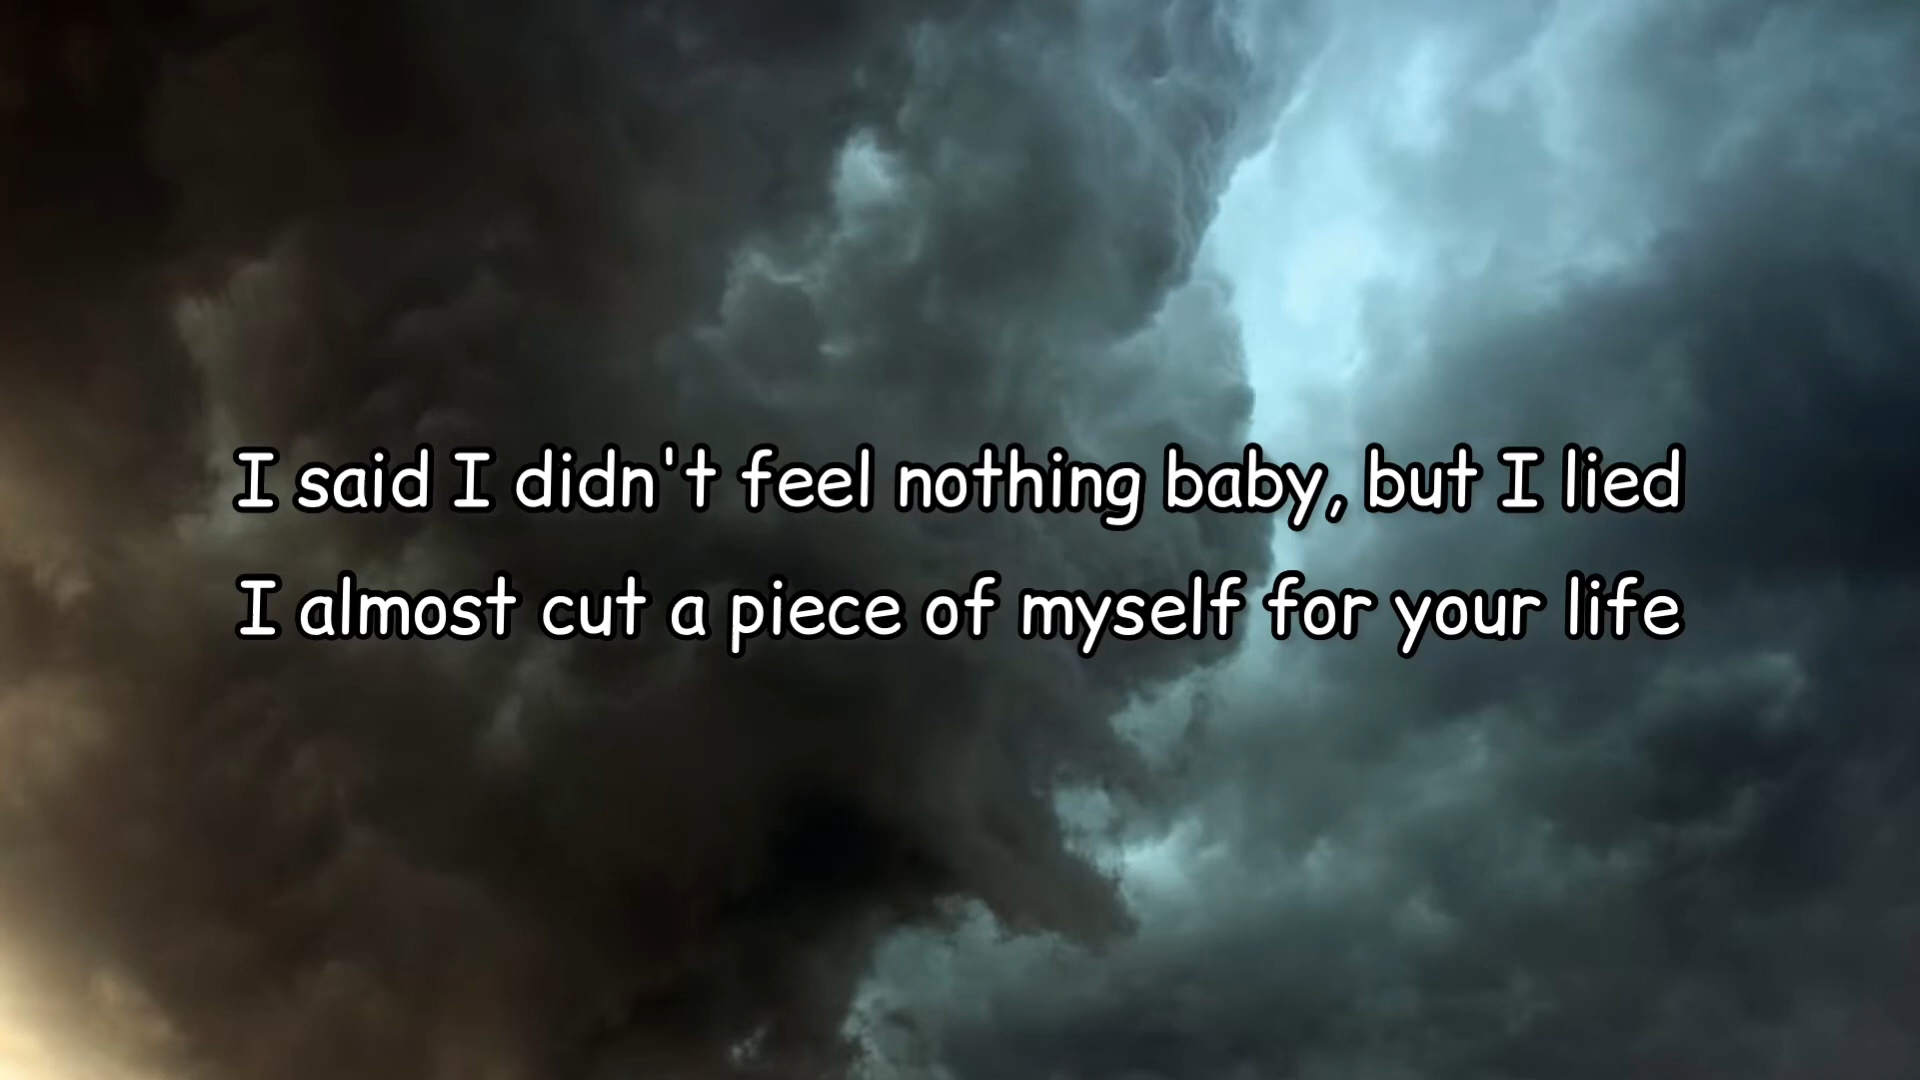 I said I didn't feel nothing baby, but I lied
I almost cut a piece of myself for your life